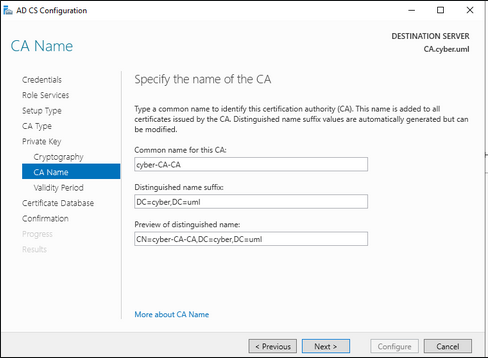 AD CS Configuration
DESTINATION SERVER
CA.cyber.uml
CA Name
Credentials
Role Services
Setup Type
CA Type
Private Key
Cryptography
CA Name
Validity Period
Certificate Database
Confirmation
Progress
Results
Specify the name of the CA
Type a common name to identify this certification authority (CA). This name is added to all
certificates issued by the CA. Distinguished name suffix values are automatically generated but can
be modified.
Common name for this CA:
cyber-CA-CA
Distinguished name suffix:
DC=cyber,DC=uml
Preview of distinguished name:
CN=cyber-CA-CA,DC=cyber,DC=uml
More about CA Name
< Previous
Next >
Configure
Cancel